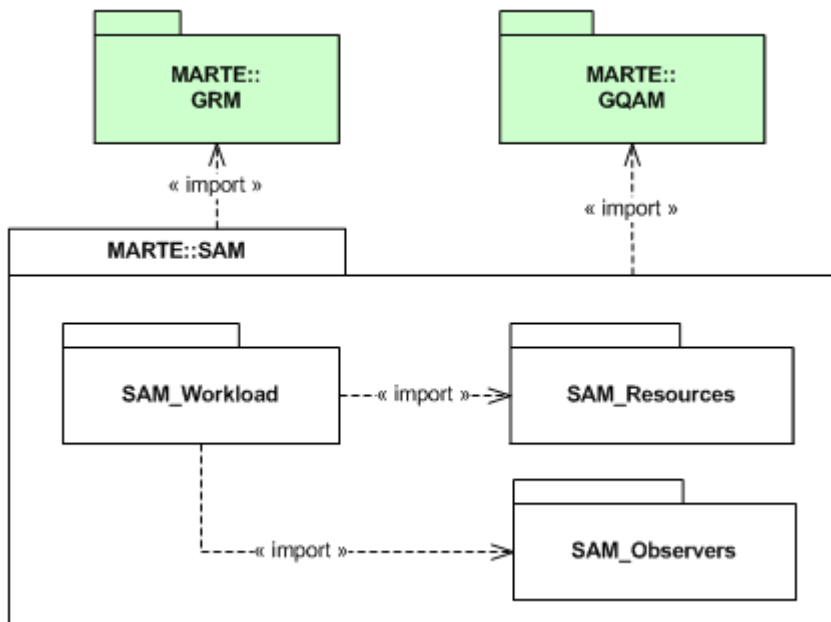 MARTE::
GRM
MARTE::
GQAM
« import »
« import »
MARTE::SAM
SAM_Workload
« import »
SAM_Resources
« import »
SAM_Observers